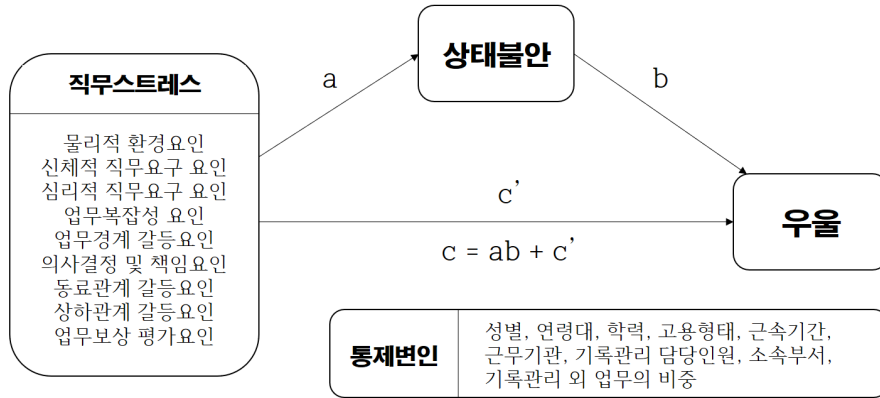 상태불안
직무스트레스
a
b
물리적 환경요인
신체적 직무요구 요인
심리적 직무요구 요인
업무복잡성 요인
업무경계 갈등요인
의사결정 및 책임요인
동료관계 갈등요인
상하관계 갈등요인
업무보상 평가요인
c’
우울
c = ab + c’
통제변인
성별, 연령대, 학력, 고용형태, 근속기간,
근무기관, 기록관리 담당인원, 소속부서,
기록관리 외 업무의 비중